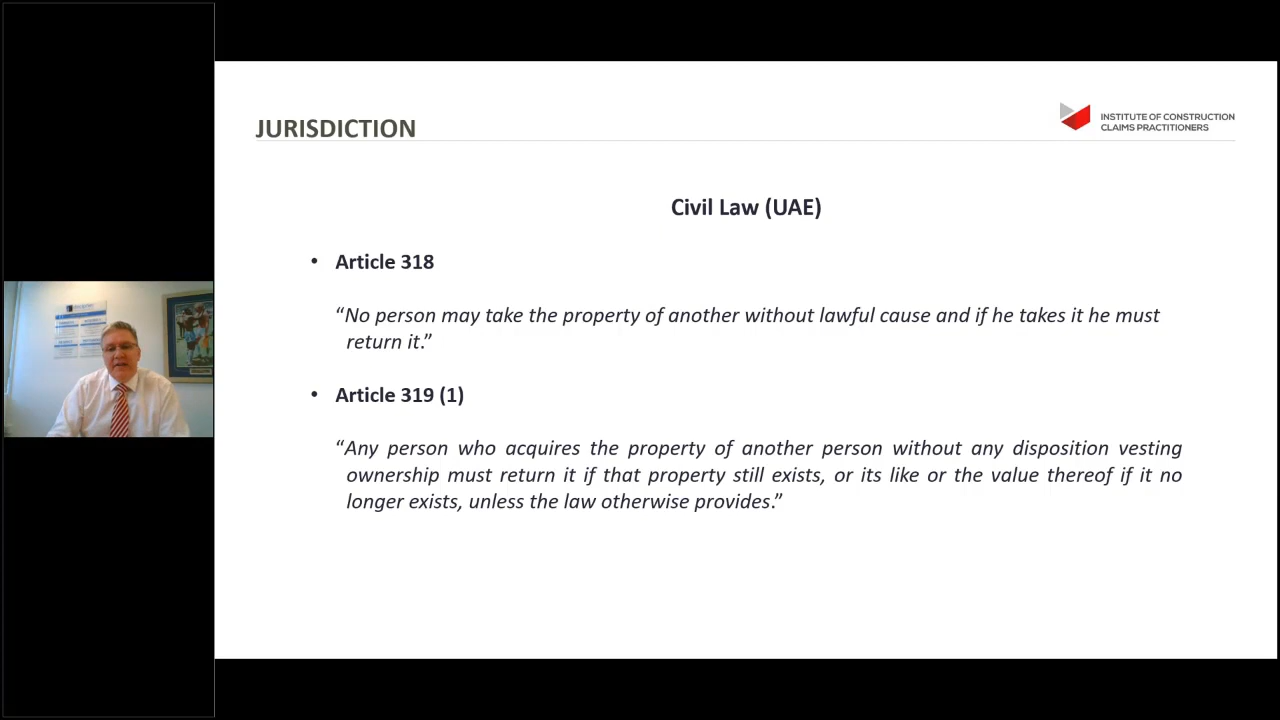 JURISDICTION
INSTITUTE OF CONSTRUCTION
CLAIMS PRACTITIONERS
Civil Law (UAE)
• Article 318
“No person may take the property of another without lawful cause and if he takes it he must
return it.”
• Article 319 (1)
“Any person who acquires the property of another person without any disposition vesting
ownership must return it if that property still exists, or its like or the value thereof if it no
longer exists, unless the law otherwise provides.”